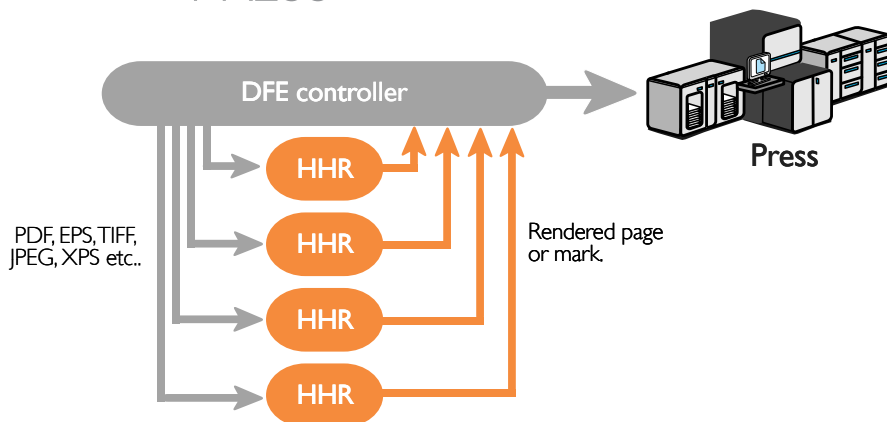 DFE controller
HHR
HHR
HHR
HHR
PDF, EPS, TIFF,
JPEG, XPS etc..
Rendered page
or mark.
Press